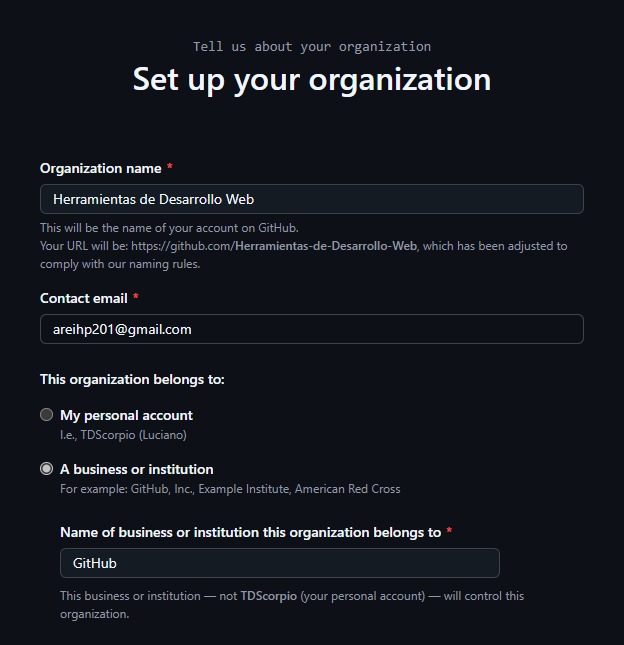 Tell us about your organization
Set up your organization
Organization name *
Herramientas de Desarrollo Web
This will be the name of your account on GitHub.
Your URL will be: https://github.com/Herramientas-de-Desarrollo-Web, which has been adjusted to
comply with our naming rules.
Contact email *
areihp201@gmail.com
This organization belongs to:
My personal account
I.e., TDScorpio (Luciano)
A business or institution
For example: GitHub, Inc., Example Institute, American Red Cross
Name of business or institution this organization belongs to *
GitHub
This business or institution — not TDScorpio (your personal account) — will control this
organization.